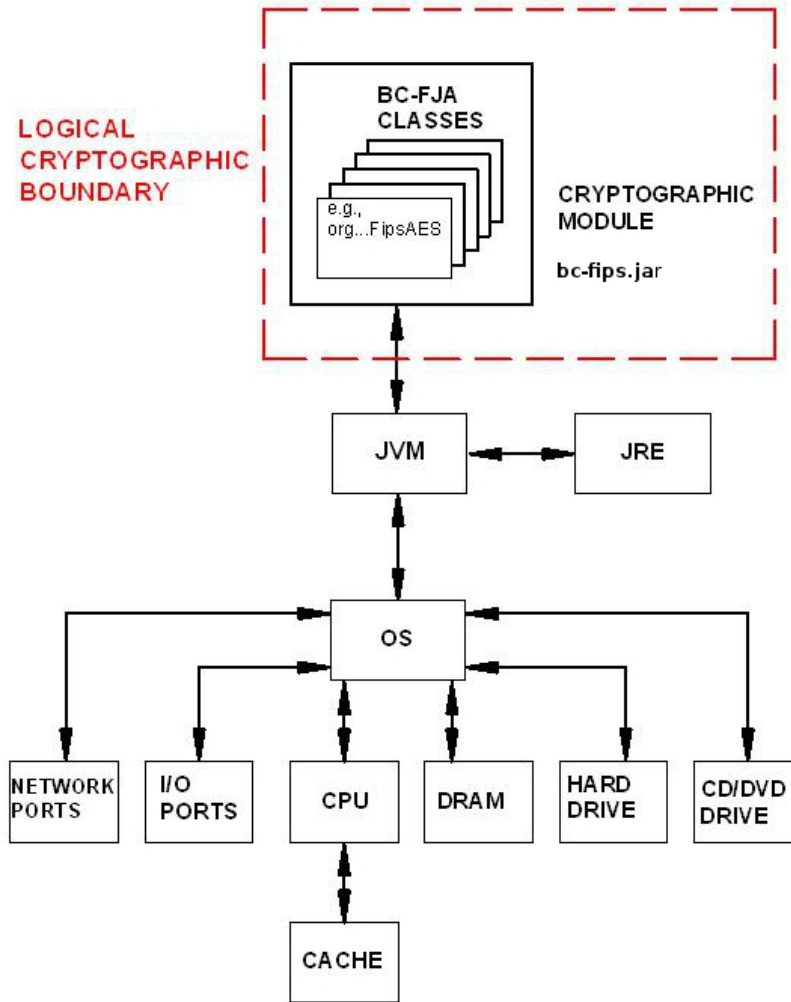 BC-FJA
CLASSES
LOGICAL
CRYPTOGRAPHIC
BOUNDARY
e.g.,
org...FipsAES
CRYPTOGRAPHIC
MODULE
bc-fips.jar
JVM
JRE
OS
NETWORK
PORTS
I/O
PORTS
CPU
DRAM
HARD
DRIVE
CD/DVD
DRIVE
CACHE